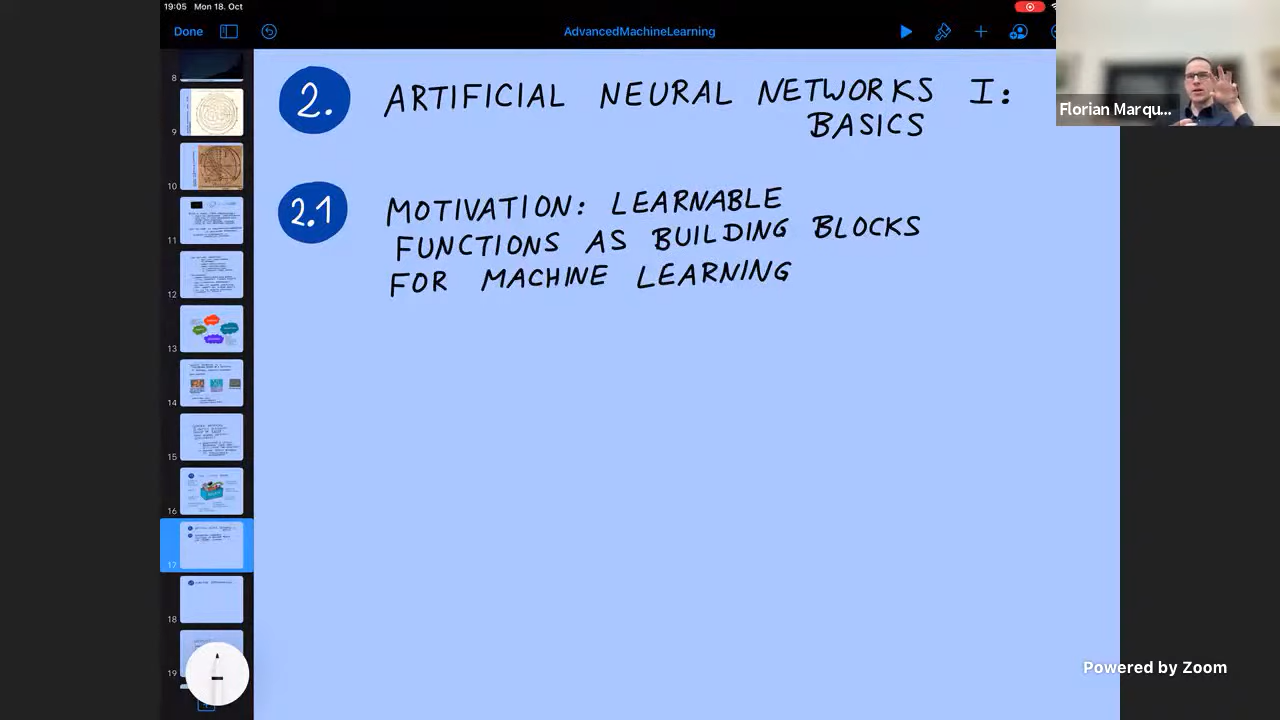 19:05 Mon 18. Oct
Done
AdvancedMachineLearning
Florian Marqu...
2. ARTIFICIAL NEURAL NETWORKS I:
BASICS
2.1 MOTIVATION: LEARNABLE
FUNCTIONS AS BUILDING BLOCKS
FOR MACHINE LEARNING
8
9
10
11
12
13
14
15
16
17
18
19
Powered by Zoom